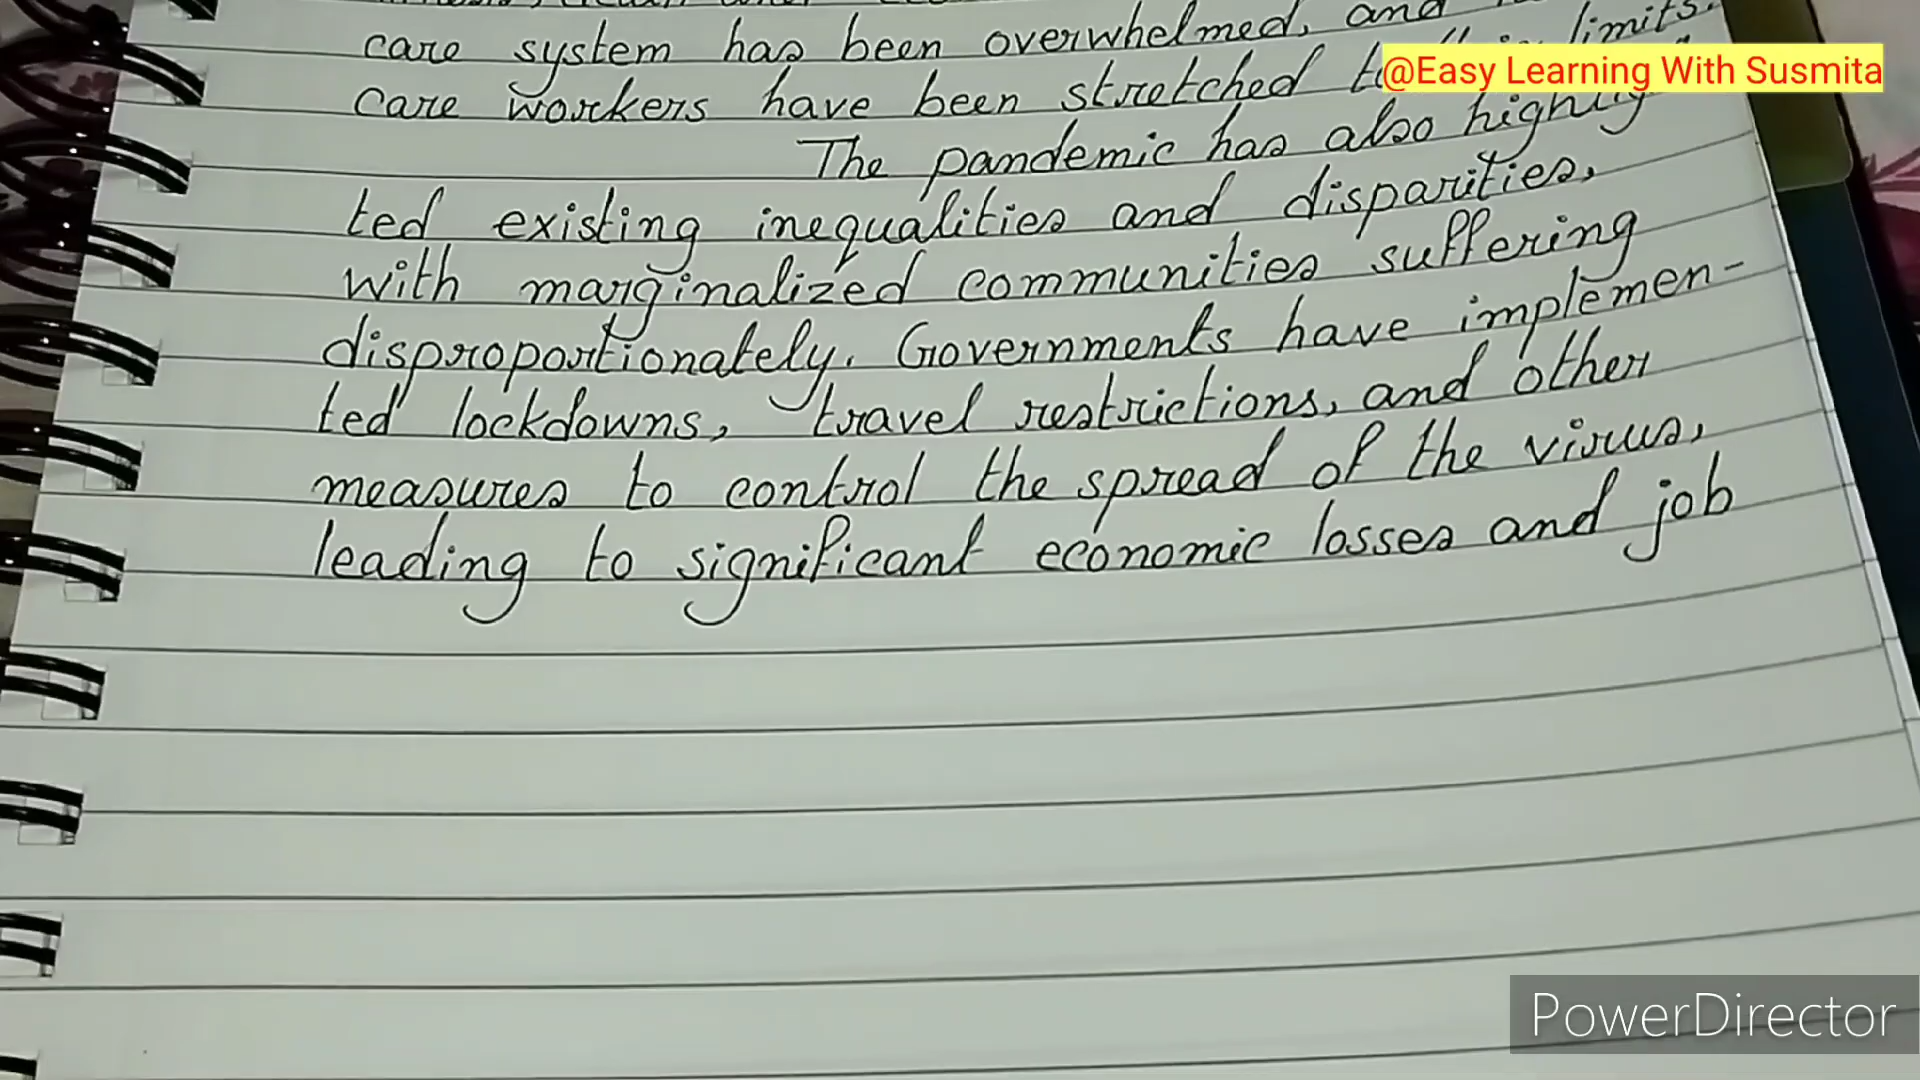 care system has been overwhelmed, and
care workers have been stretched limits.
@Easy Learning With Susmita
The pandemic has also highligh
ted existing inequalities and disparities,
with marginalized communities suffering
disproportionately. Governments have implemen-
ted lockdowns, travel restrictions, and other
measures to control the spread of the virus,
leading to significant economic losses and job
PowerDirector